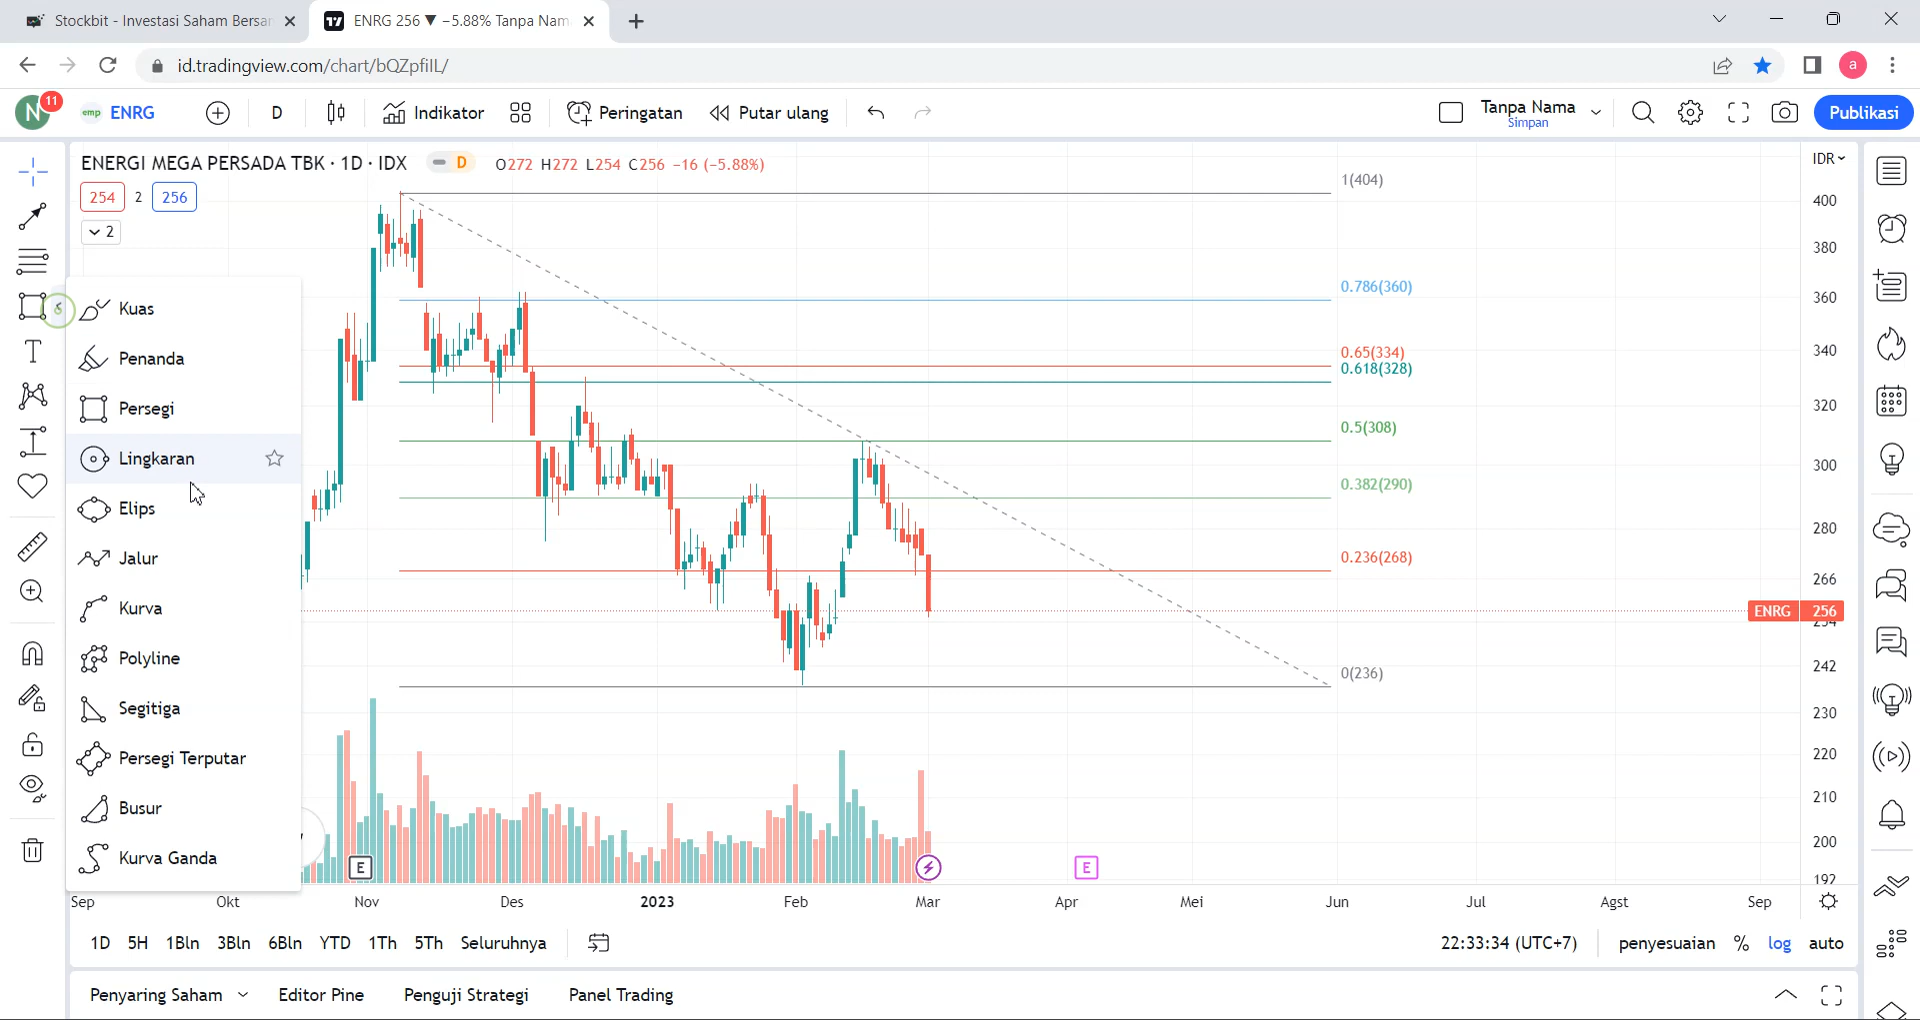 Stockbit - Investasi Saham Bersar
ENRG 256 ▼ −5.88% Tanpa Nam
id.tradingview.com/chart/bQZpfiIL/
a
N 11 emp ENRG D Indikator Peringatan Putar ulang Tanpa Nama Simpan Publikasi
ENERGI MEGA PERSADA TBK · 1D · IDX D O272 H272 L254 C256 −16 (−5.88%)
IDR
254 2 256
2
1(404)
0.786(360)
0.65(334)
0.618(328)
0.5(308)
0.382(290)
0.236(268)
0(236)
400
380
360
340
320
300
280
266
ENRG 256
254
242
230
220
210
200
192
Kuas
Penanda
Persegi
Lingkaran
Elips
Jalur
Kurva
Polyline
Segitiga
Persegi Terputar
Busur
Kurva Ganda
T
E E
Sep Okt Nov Des 2023 Feb Mar Apr Mei Jun Jul Agst Sep
1D 5H 1Bln 3Bln 6Bln YTD 1Th 5Th Seluruhnya 22:33:34 (UTC+7) penyesuaian % log auto
Penyaring Saham Editor Pine Penguji Strategi Panel Trading